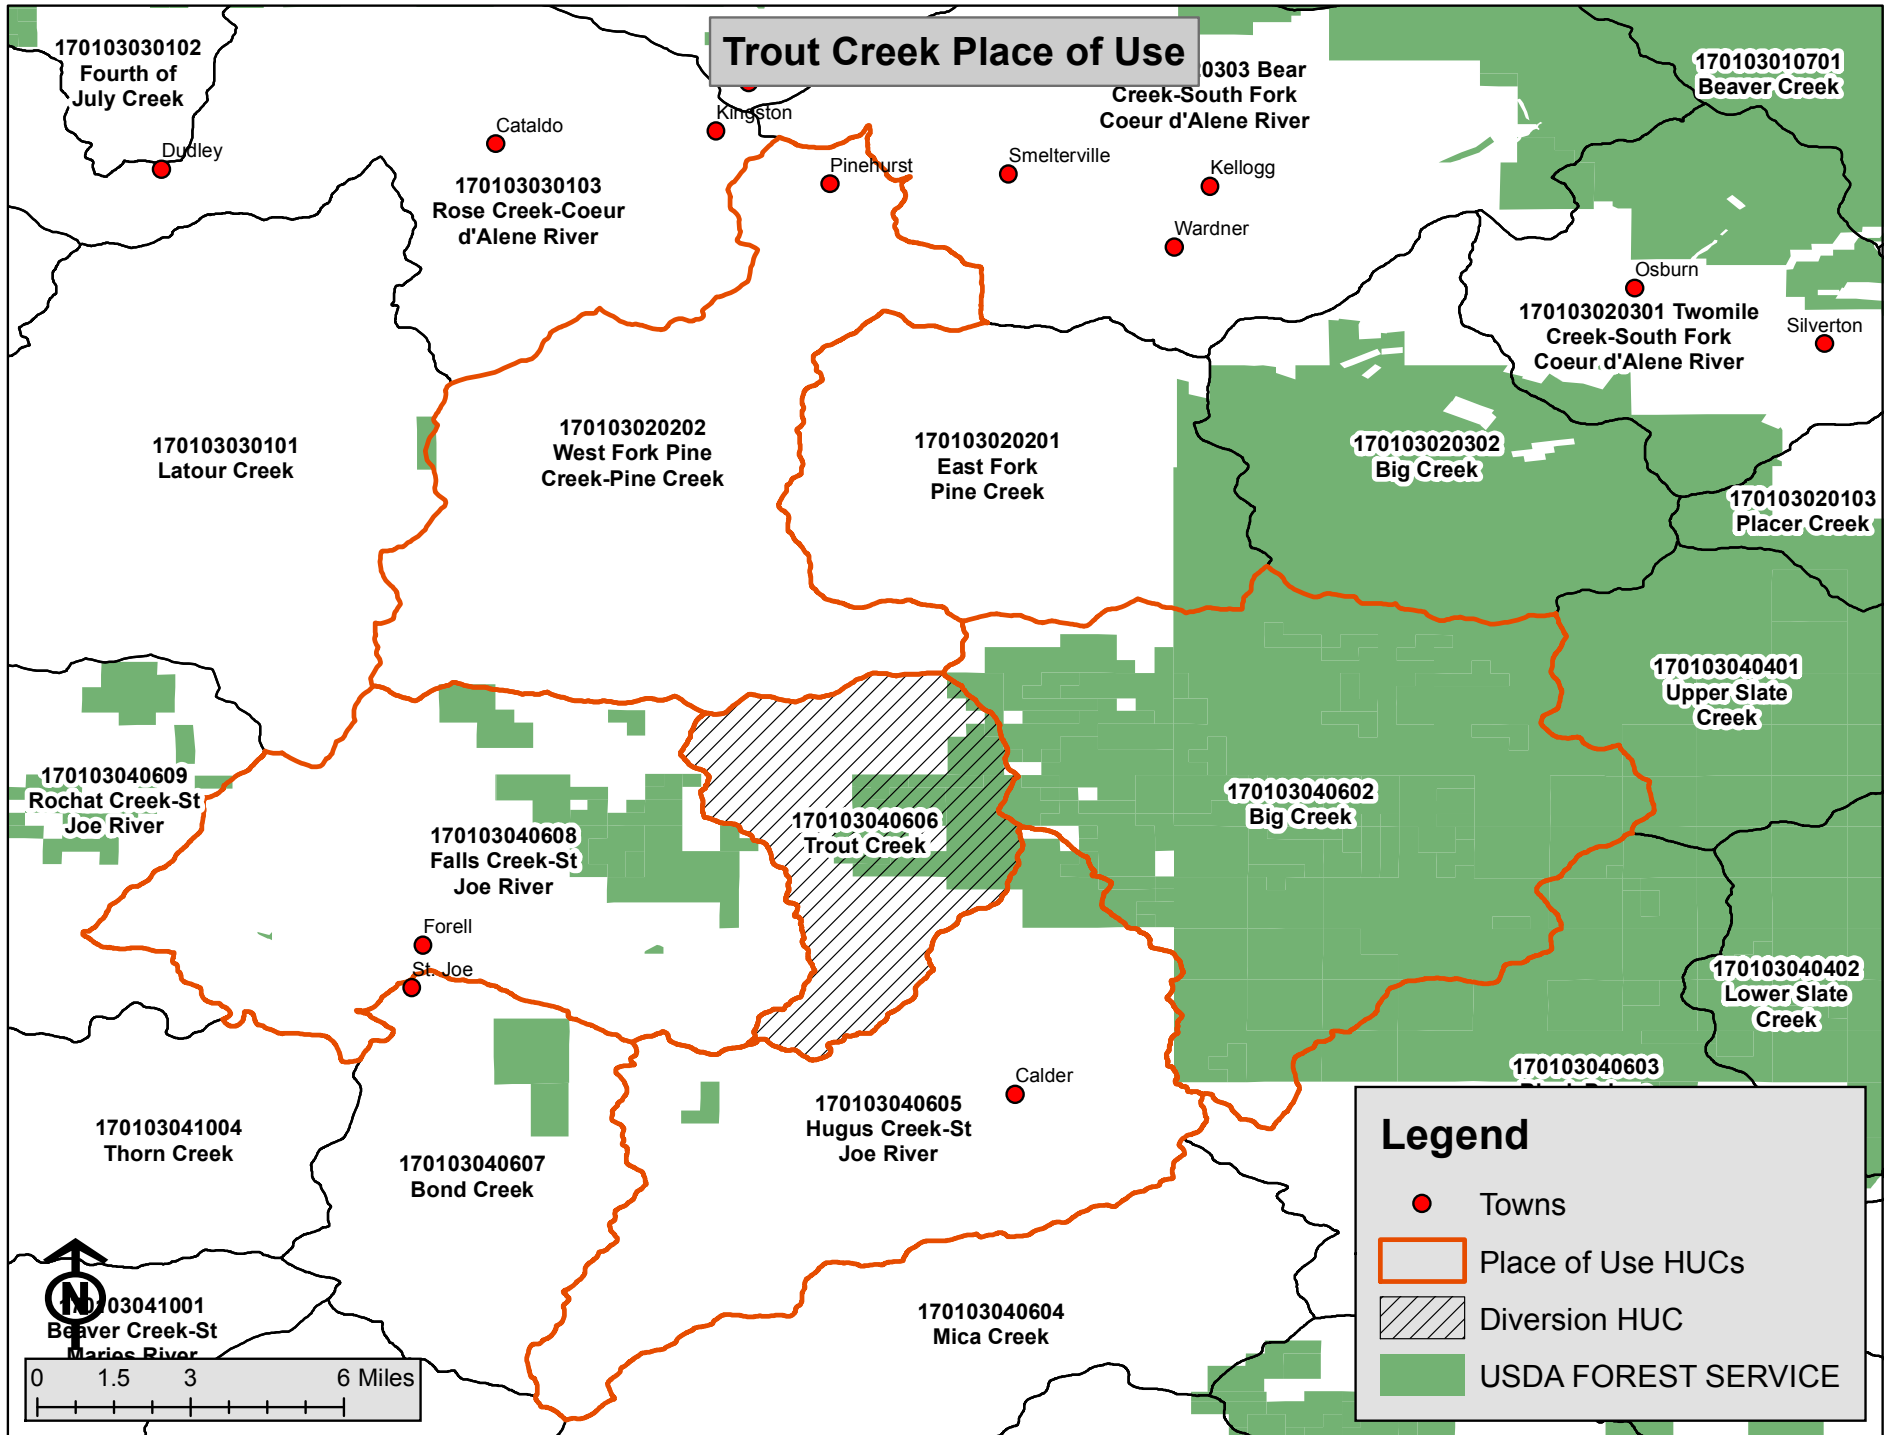 Trout Creek Place of Use
170103030102
Fourth of
July Creek
Dudley
Cataldo
Kingston
170103030103
Rose Creek-Coeur
d'Alene River
Pinehurst
Smelterville
0303 Bear
Creek-South Fork
Coeur d'Alene River
Kellogg
Wardner
170103010701
Beaver Creek
Osburn
170103020301 Twomile
Creek-South Fork
Coeur d'Alene River
Silverton
170103030101
Latour Creek
170103020202
West Fork Pine
Creek-Pine Creek
170103020201
East Fork
Pine Creek
170103020302
Big Creek
170103020103
Placer Creek
170103040401
Upper Slate
Creek
170103040609
Rochat Creek-St
Joe River
170103040608
Falls Creek-St
Joe River
170103040606
Trout Creek
170103040602
Big Creek
Forell
St. Joe
170103040402
Lower Slate
Creek
170103040603
170103041004
Thorn Creek
170103040607
Bond Creek
Calder
170103040605
Hugus Creek-St
Joe River
170103040604
Mica Creek
N
170103041001
Beaver Creek-St
Maries River
0 1.5 3 6 Miles
Legend
Towns
Place of Use HUCs
Diversion HUC
USDA FOREST SERVICE